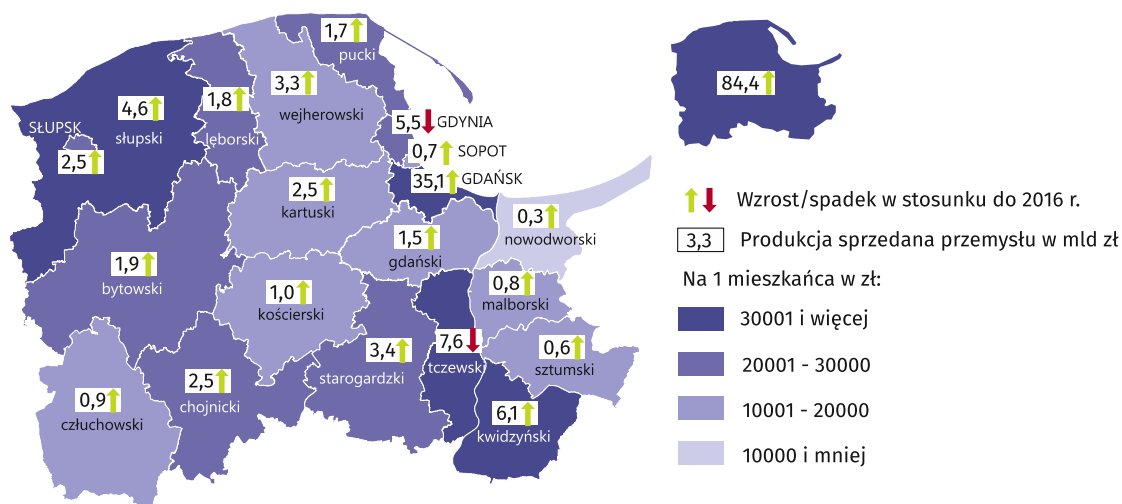 1,7
pucki
3,3
wejherowski
1,8
lęborski
4,6
słupski
SŁUPSK
2,5
5,5 GDYNIA
0,7 SOPOT
35,1 GDAŃSK
2,5
kartuski
0,3
nowodworski
1,5
gdański
1,9
bytowski
1,0
kościerski
0,8
malborski
7,6
tczewski
0,6
sztumski
3,4
starogardzki
2,5
chojnicki
0,9
człuchowski
6,1
kwidzyński
84,4
Wzrost/spadek w stosunku do 2016 r.
3,3 Produkcja sprzedana przemysłu w mld zł
Na 1 mieszkańca w zł:
30001 i więcej
20001 - 30000
10001 - 20000
10000 i mniej